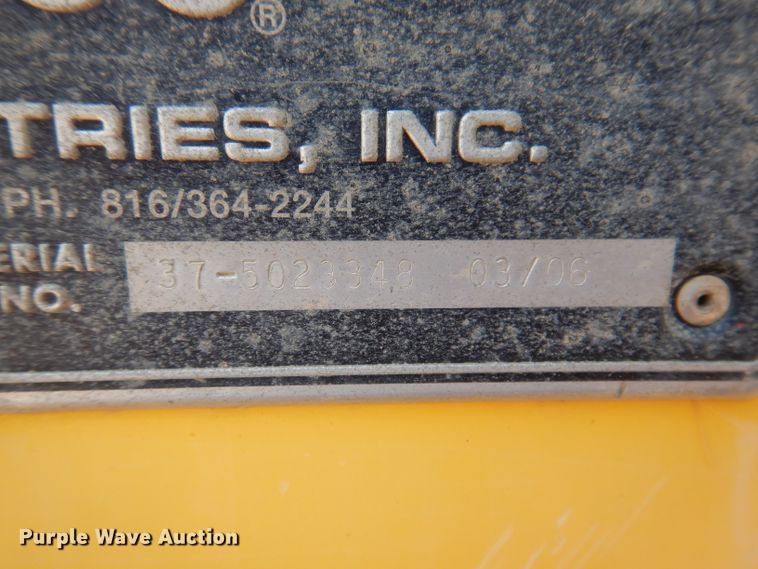 ®
TRIES, INC.
PH. 816/364-2244
ERIAL
NO.
37-5023348 03/06
Purple Wave Auction